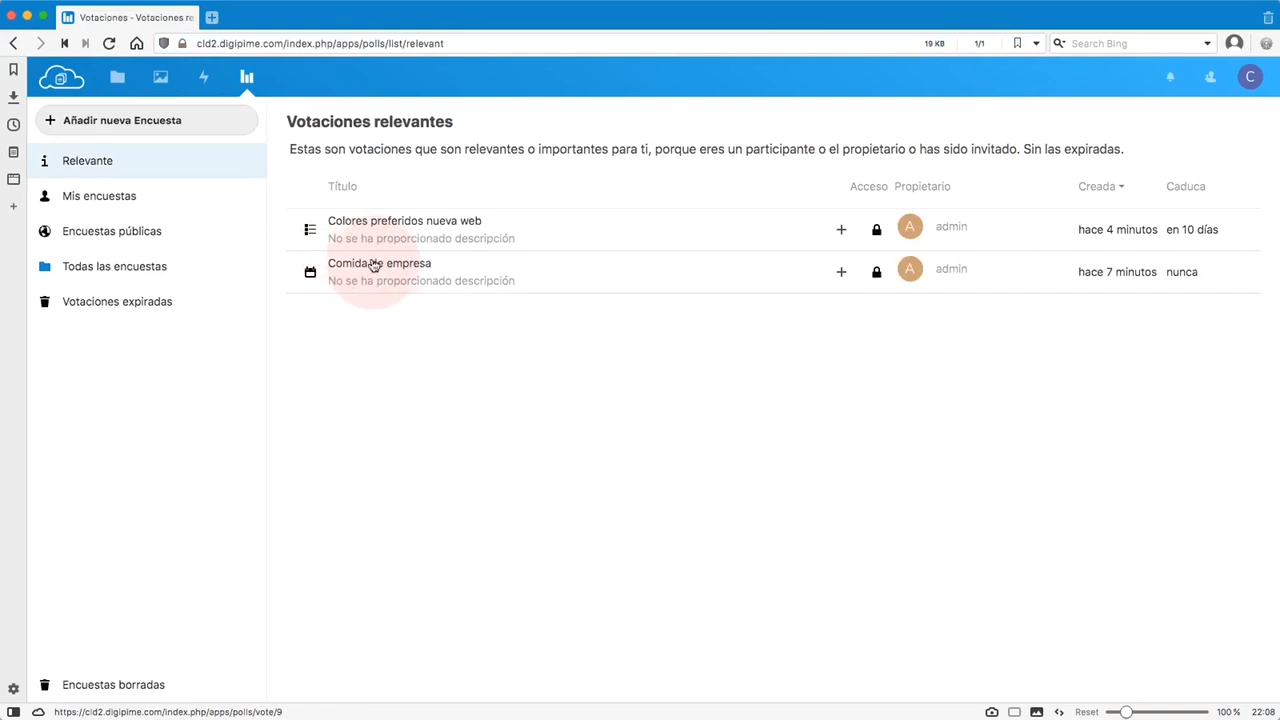 Votaciones - Votaciones re
cld2.digipime.com/index.php/apps/polls/list/relevant
19 KB
1/1
Search Bing
C
Añadir nueva Encuesta
Relevante
Mis encuestas
Encuestas públicas
Todas las encuestas
Votaciones expiradas
Encuestas borradas
Votaciones relevantes
Estas son votaciones que son relevantes o importantes para ti, porque eres un participante o el propietario o has sido invitado. Sin las expiradas.
Título Acceso Propietario Creada Caduca
Colores preferidos nueva web
No se ha proporcionado descripción
A admin hace 4 minutos en 10 días
Comida de empresa
No se ha proporcionado descripción
A admin hace 7 minutos nunca
https://cld2.digipime.com/index.php/apps/polls/vote/9
Reset 100 % 22:08